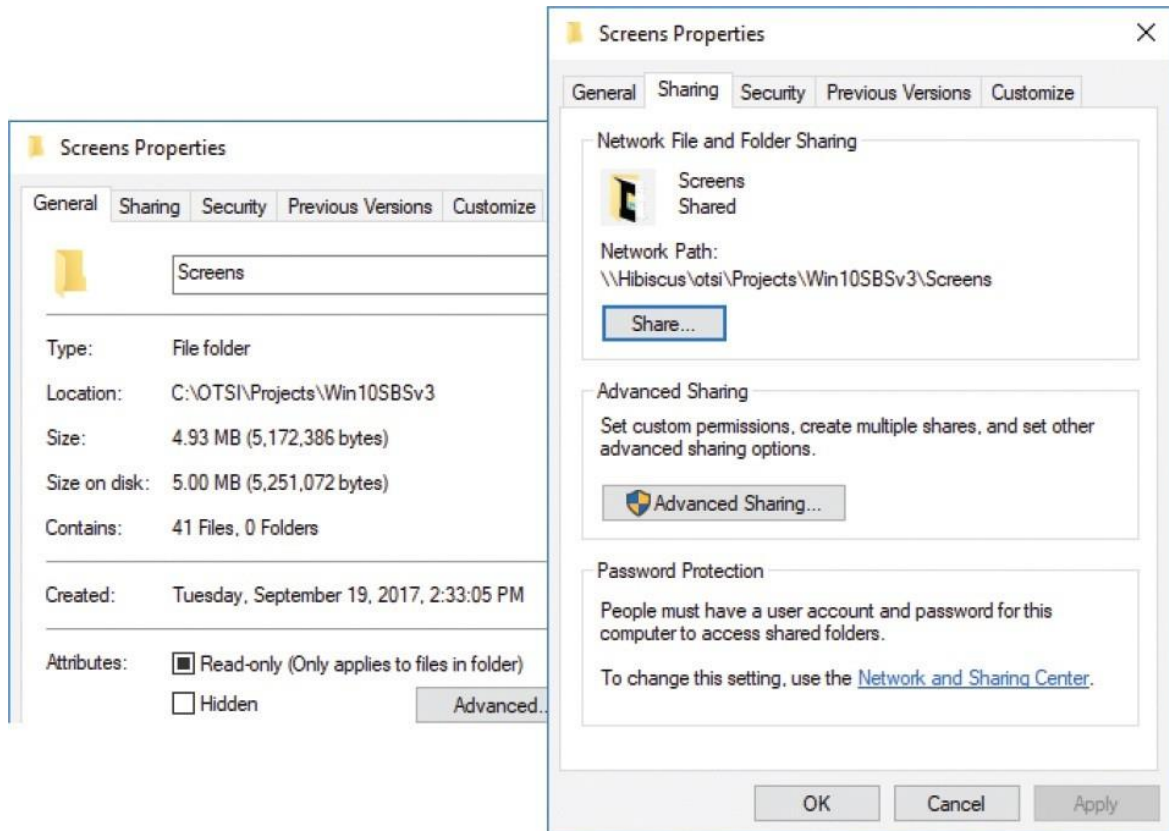 Screens Properties
General Sharing Security Previous Versions Customize
Screens
Type: File folder
Location: C:\OTSI\Projects\Win10SBSv3
Size: 4.93 MB (5,172,386 bytes)
Size on disk: 5.00 MB (5,251,072 bytes)
Contains: 41 Files, 0 Folders
Created: Tuesday, September 19, 2017, 2:33:05 PM
Attributes: Read-only (Only applies to files in folder)
Hidden
Advanced..
Screens Properties
General Sharing Security Previous Versions Customize
Network File and Folder Sharing
Screens
Shared
Network Path:
\\Hibiscus\otsi\Projects\Win10SBSv3\Screens
Share...
Advanced Sharing
Set custom permissions, create multiple shares, and set other
advanced sharing options.
Advanced Sharing...
Password Protection
People must have a user account and password for this
computer to access shared folders.
To change this setting, use the Network and Sharing Center.
OK Cancel Apply